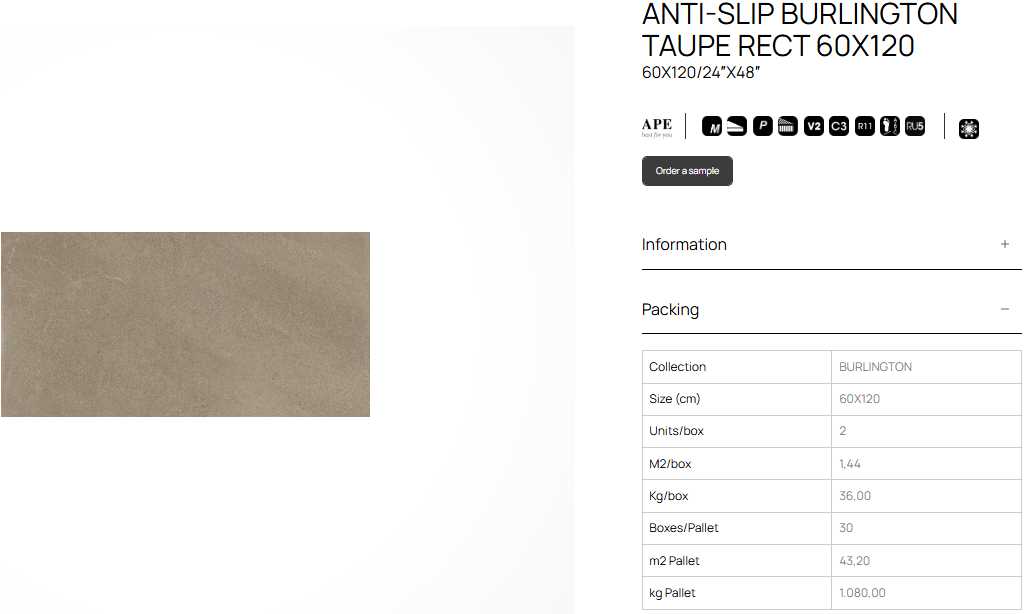 ANTI-SLIP BURLINGTON
TAUPE RECT 60X120
60X120/24"X48"
APE
best for you
M P V2 C3 R11 RU5
Order a sample
Information +
Packing −
Collection BURLINGTON
Size (cm) 60X120
Units/box 2
M2/box 1,44
Kg/box 36,00
Boxes/Pallet 30
m2 Pallet 43,20
kg Pallet 1.080,00